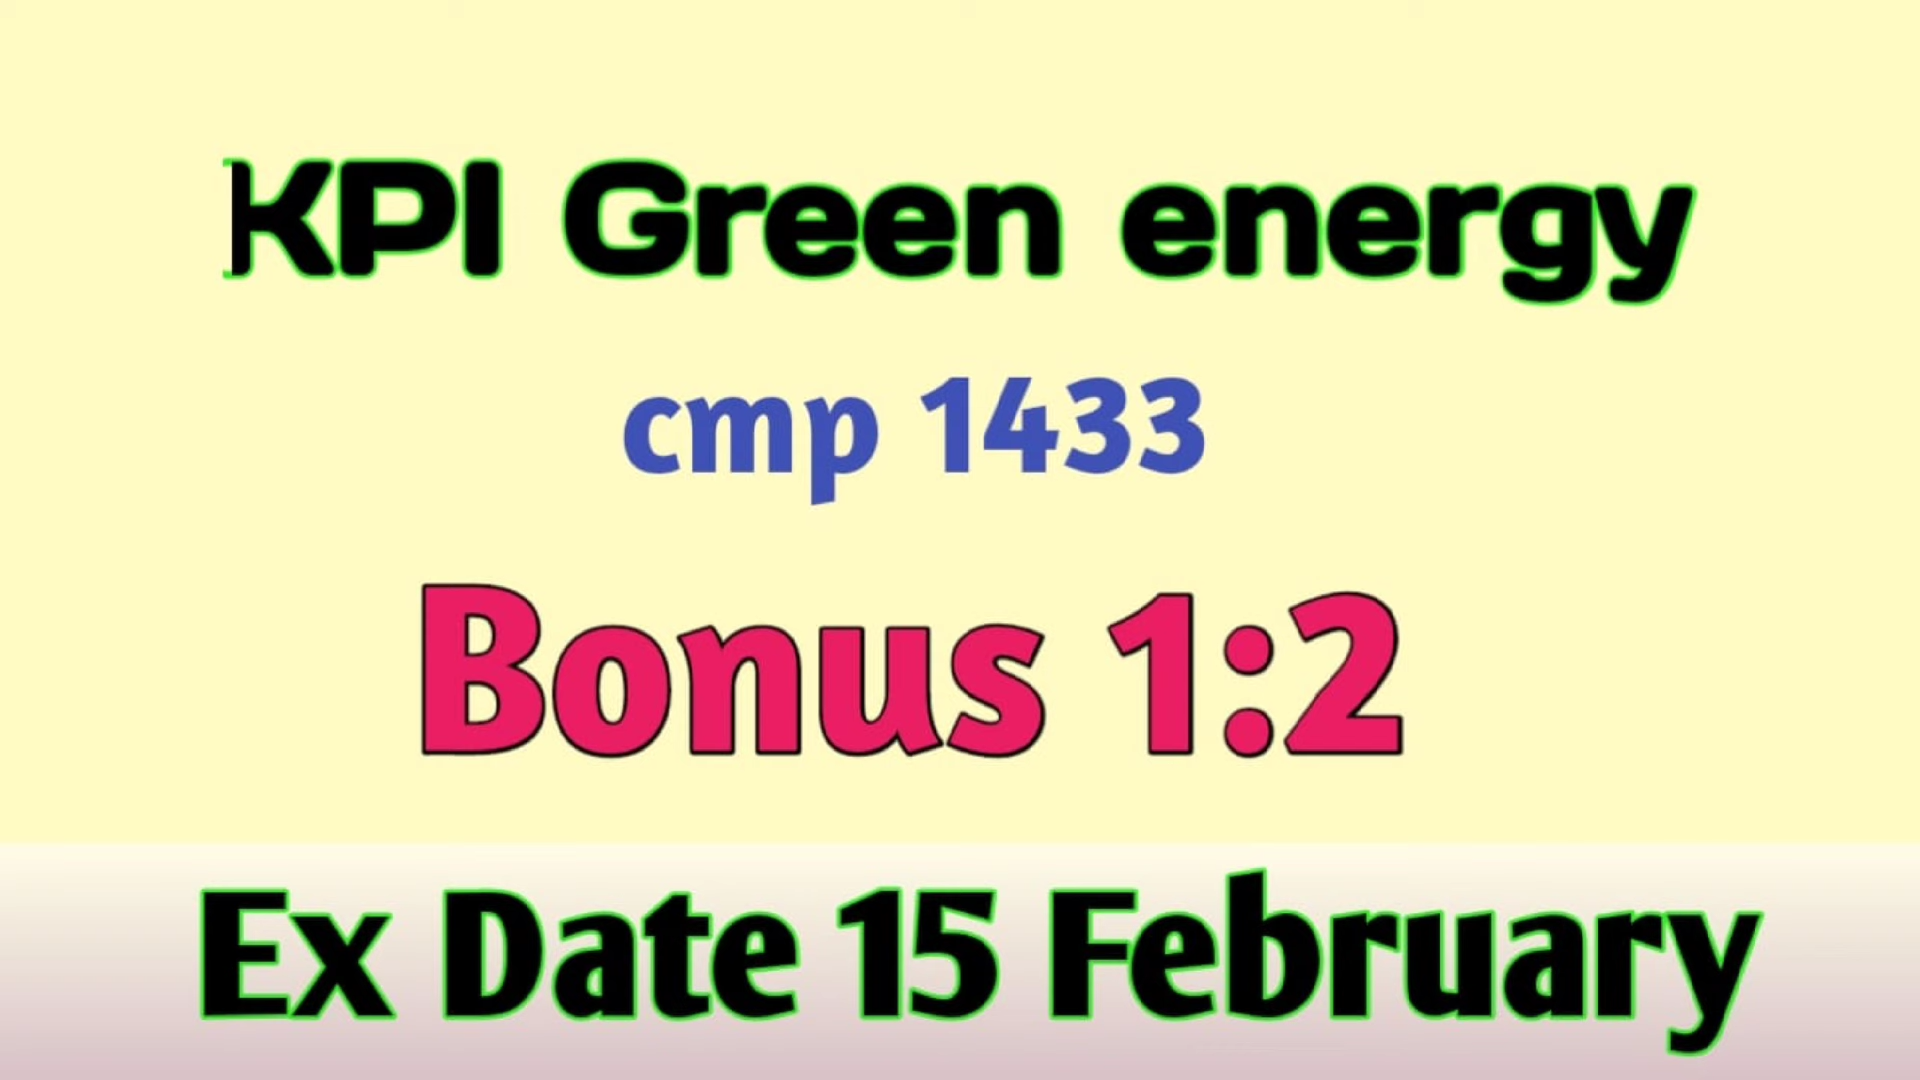 KPI Green energy
cmp 1433
Bonus 1:2
Ex Date 15 February